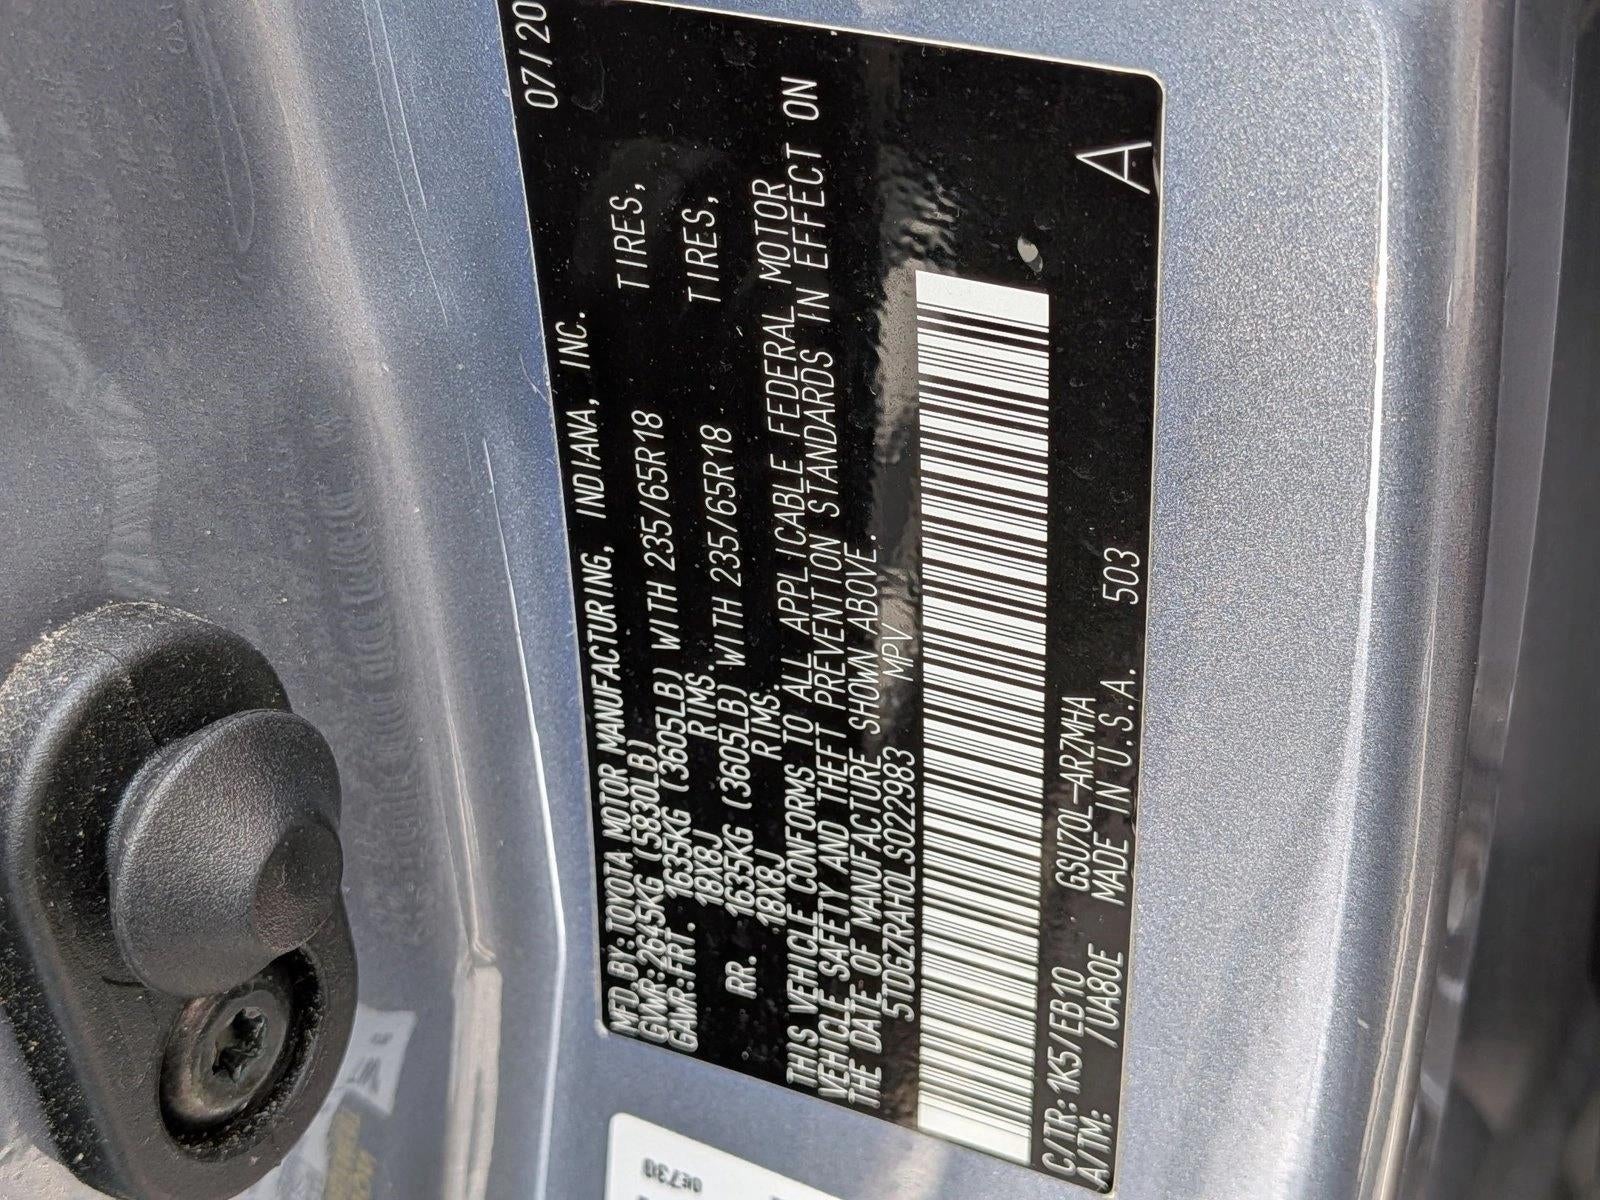 MFD. BY: TOYOTA MOTOR MANUFACTURING, INDIANA, INC. 07/20
GVWR: 2645KG (5830LB)
GAWR: FRT. 1635KG (3605LB) WITH 235/65R18 TIRES,
18X8J RIMS.
RR. 1635KG (3605LB) WITH 235/65R18 TIRES,
18X8J RIMS.
THIS VEHICLE CONFORMS TO ALL APPLICABLE FEDERAL MOTOR
VEHICLE SAFETY AND THEFT PREVENTION STANDARDS IN EFFECT ON
THE DATE OF MANUFACTURE SHOWN ABOVE.
5TDGZRAH0LS022983 MPV
C/TR: 1K5/EB10 GSU70L-ARZMHA
A/TM: /UA80E MADE IN U.S.A. 503 A